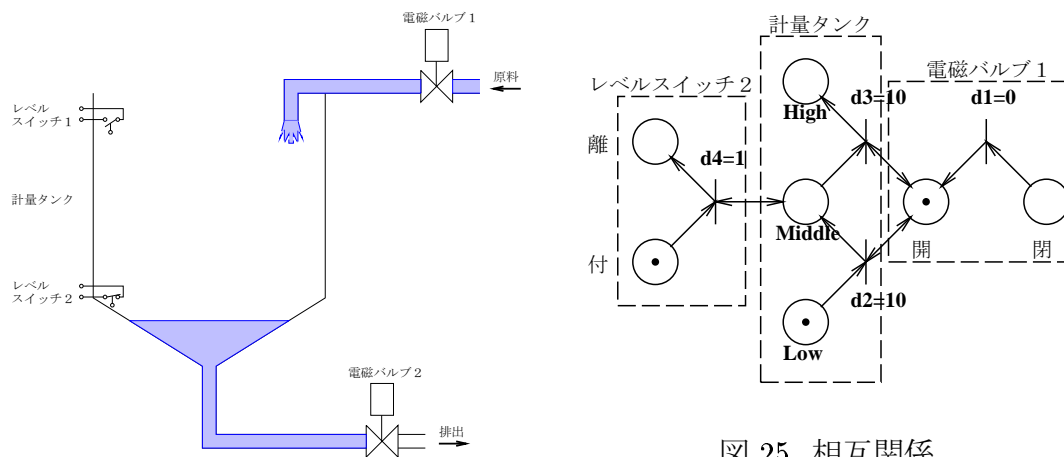 電磁バルブ1
原料
レベル
スイッチ1
計量タンク
レベル
スイッチ2
電磁バルブ2
排出
計量タンク
レベルスイッチ2
電磁バルブ1
d3=10
d1=0
High
離
d4=1
Middle
付
開
閉
d2=10
Low
図 25 相互関係